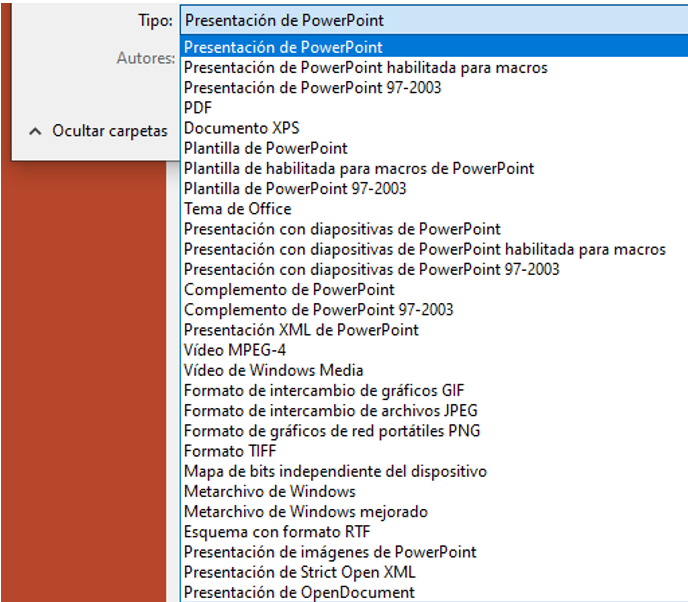 Tipo: Presentación de PowerPoint
Presentación de PowerPoint
Autores:
Presentación de PowerPoint habilitada para macros
Presentación de PowerPoint 97-2003
PDF
Ocultar carpetas
Documento XPS
Plantilla de PowerPoint
Plantilla de habilitada para macros de PowerPoint
Plantilla de PowerPoint 97-2003
Tema de Office
Presentación con diapositivas de PowerPoint
Presentación con diapositivas de PowerPoint habilitada para macros
Presentación con diapositivas de PowerPoint 97-2003
Complemento de PowerPoint
Complemento de PowerPoint 97-2003
Presentación XML de PowerPoint
Vídeo MPEG-4
Vídeo de Windows Media
Formato de intercambio de gráficos GIF
Formato de intercambio de archivos JPEG
Formato de gráficos de red portátiles PNG
Formato TIFF
Mapa de bits independiente del dispositivo
Metarchivo de Windows
Metarchivo de Windows mejorado
Esquema con formato RTF
Presentación de imágenes de PowerPoint
Presentación de Strict Open XML
Presentación de OpenDocument